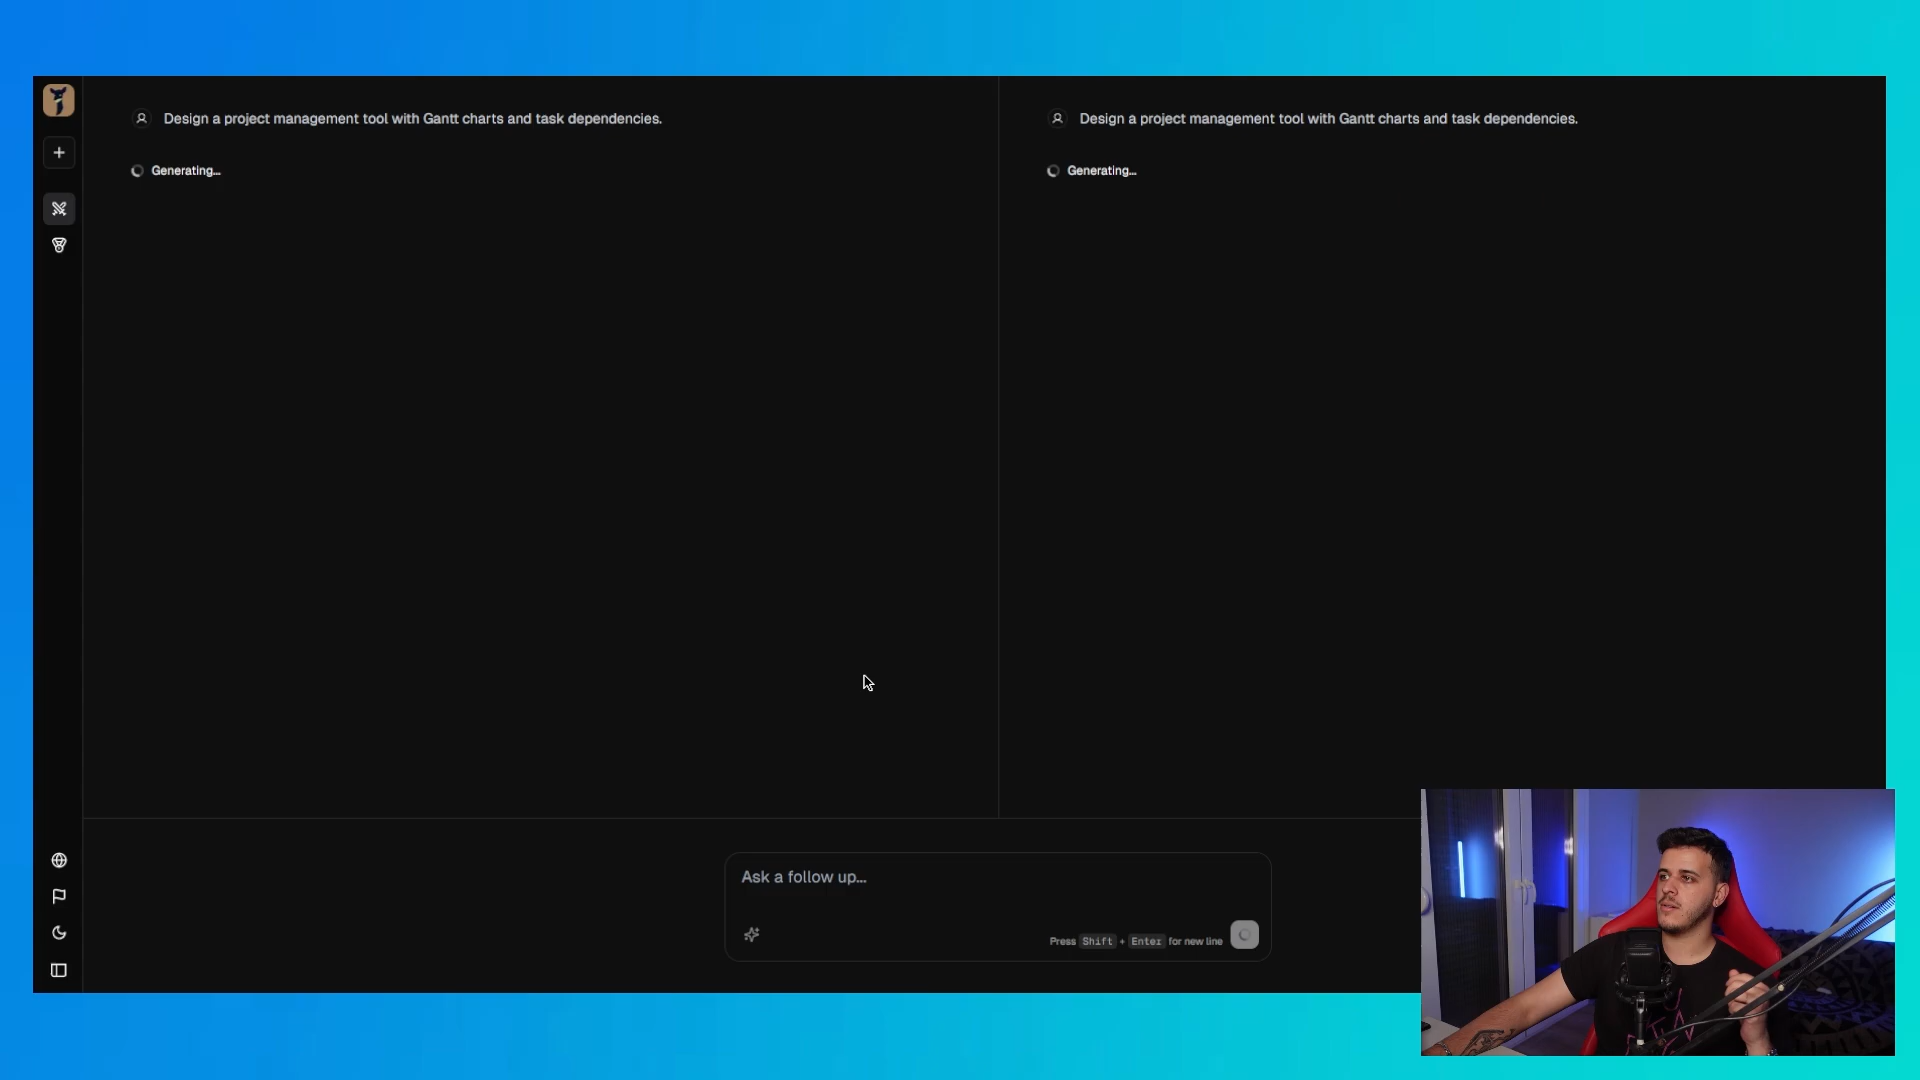 Design a project management tool with Gantt charts and task dependencies.
Generating...
Design a project management tool with Gantt charts and task dependencies.
Generating...
Ask a follow up...
Press Shift + Enter for new line